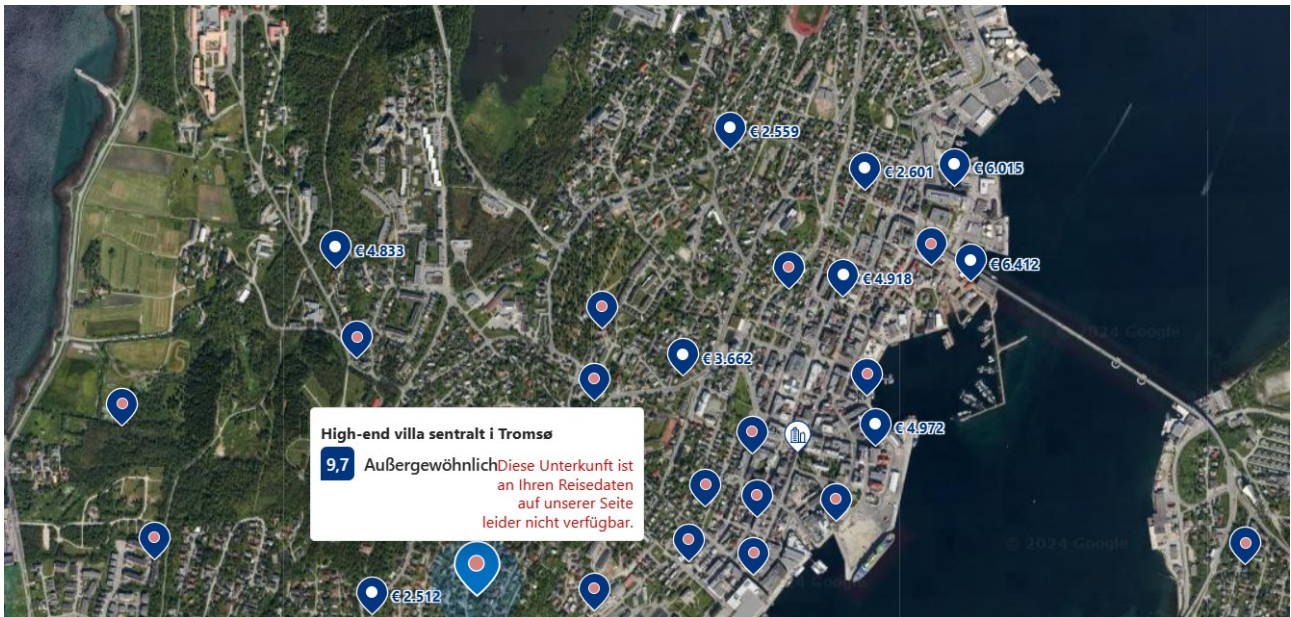 € 2.559
€ 2.601
€ 6.015
€ 4.833
€ 4.918
€ 6.412
2024 Google
€ 3.662
€ 4.972
High-end villa sentralt i Tromsø
9,7 Außergewöhnlich
Diese Unterkunft ist
an Ihren Reisedaten
auf unserer Seite
leider nicht verfügbar.
© 2024 Google
Google
€ 2.512